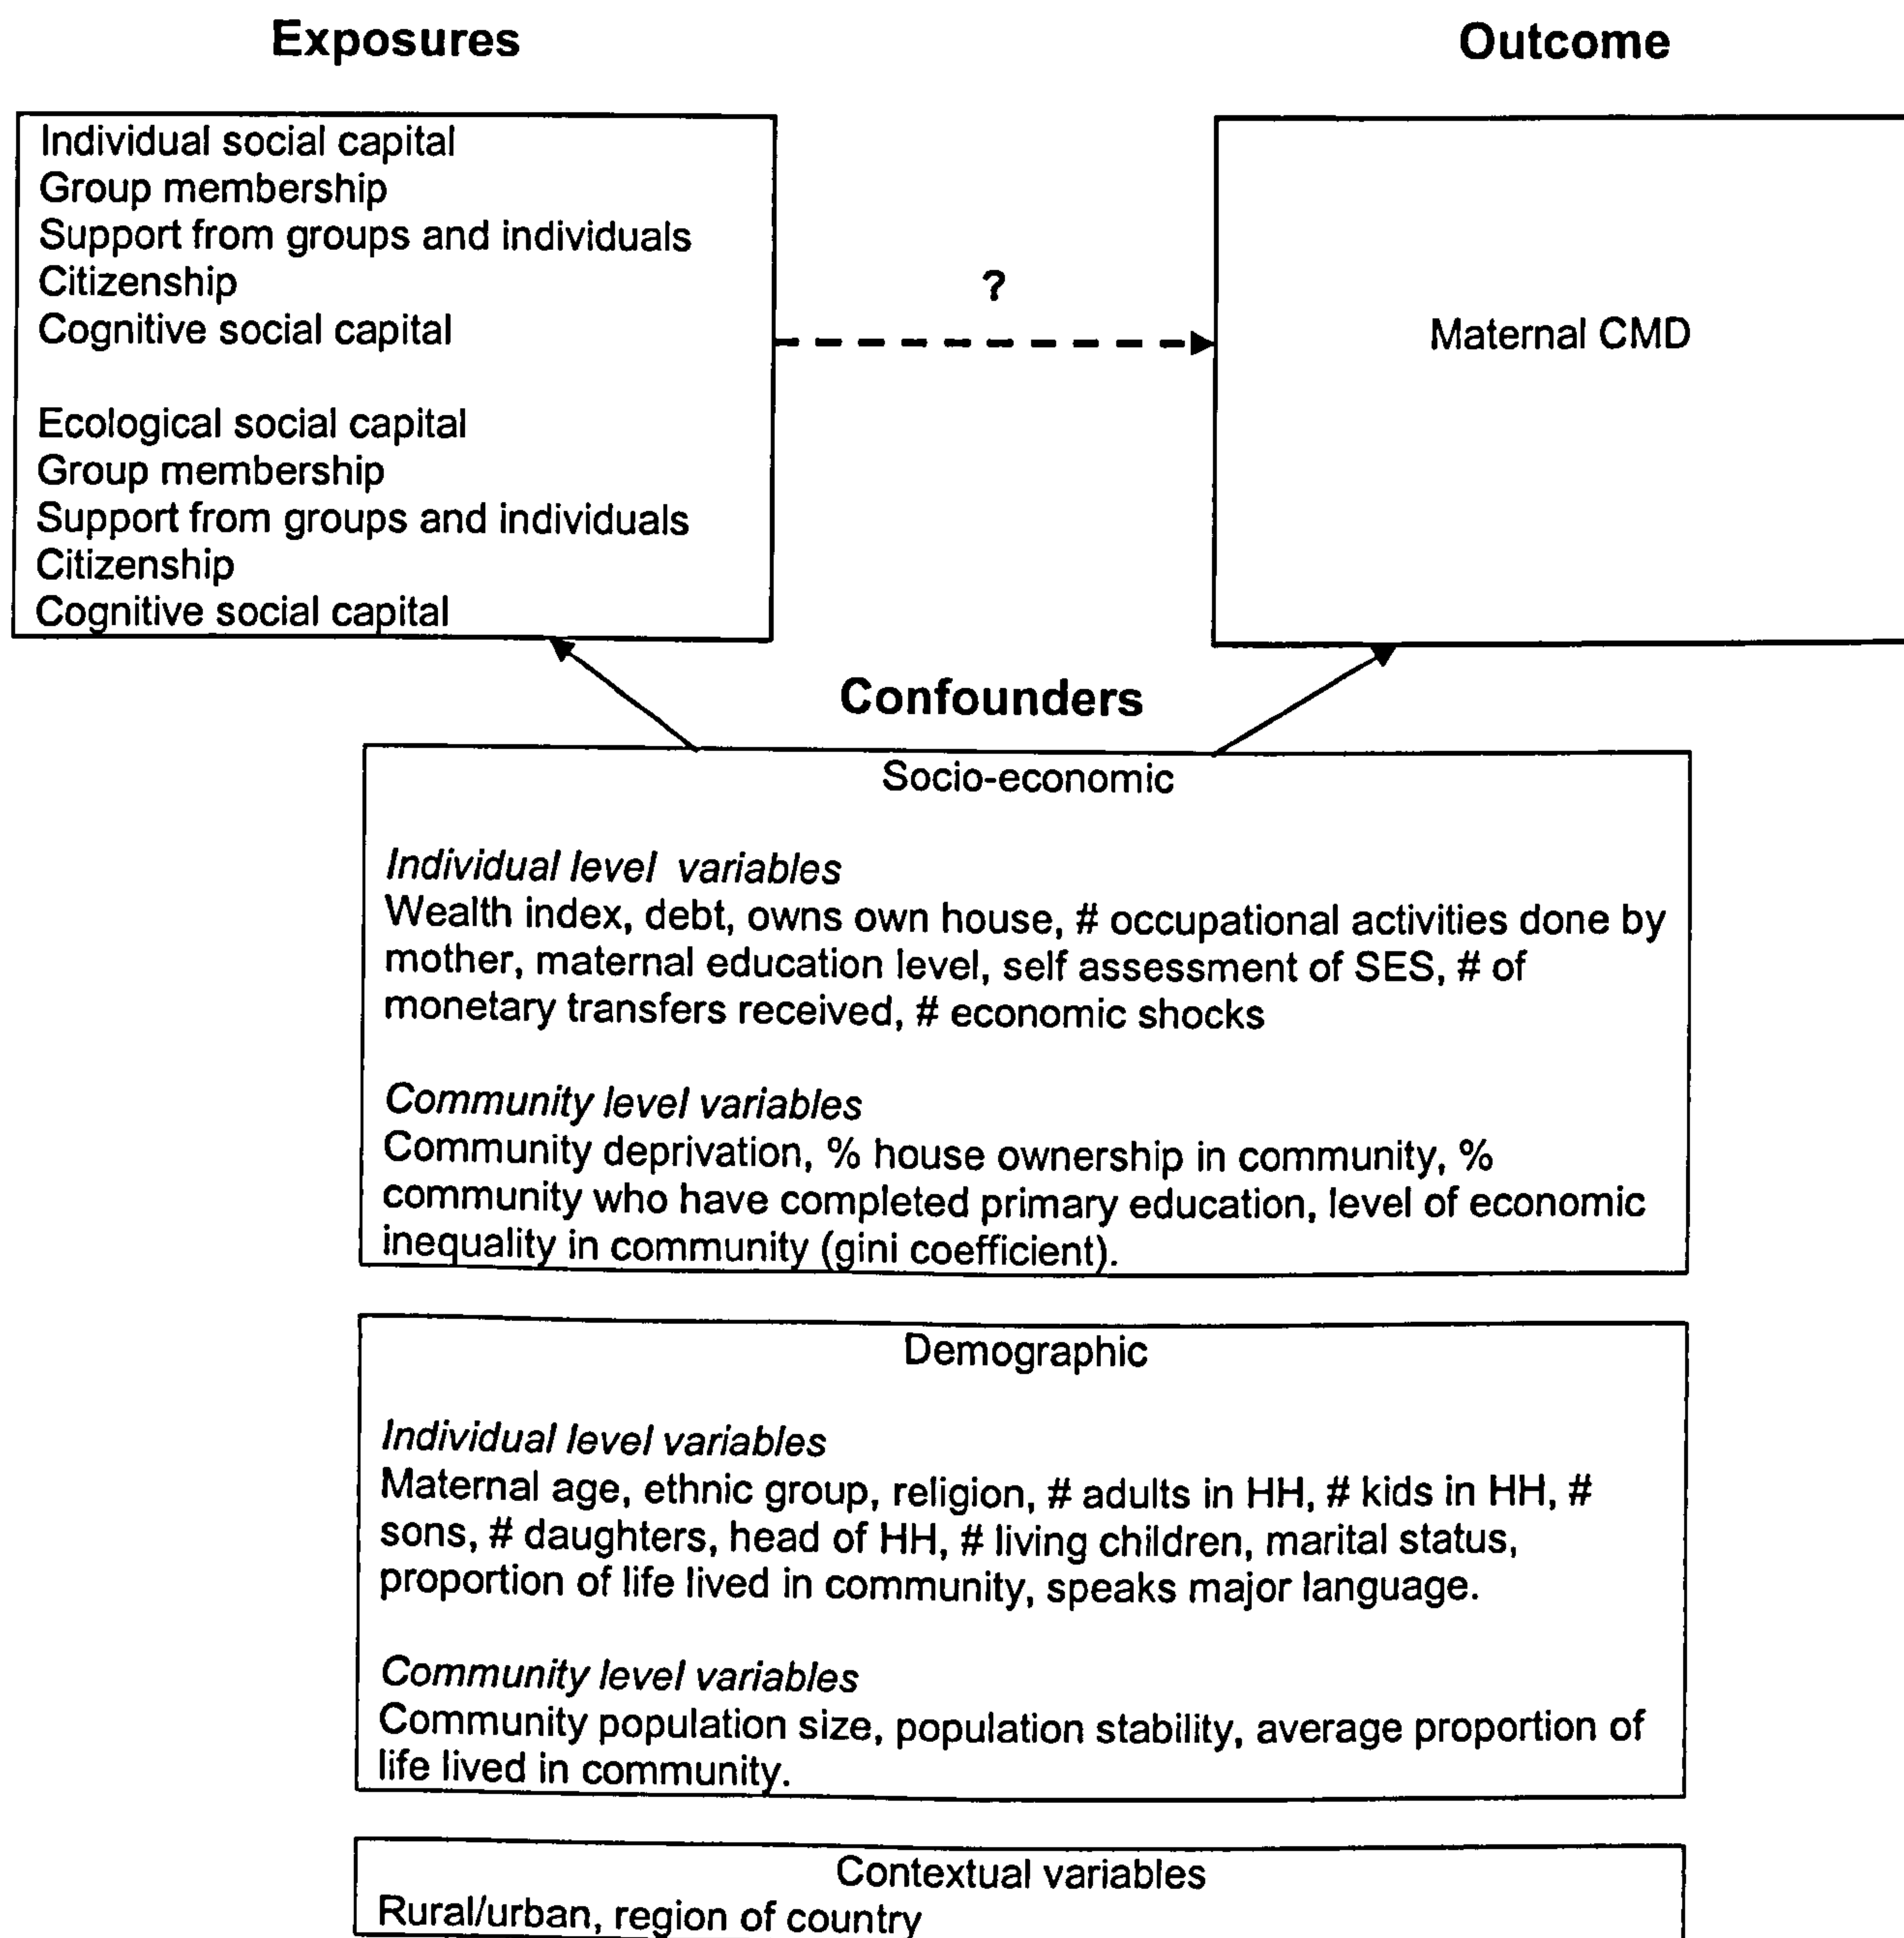 Exposures
Outcome
Individual social capital
Group membership
Support from groups and individuals
Citizenship
Cognitive social capital
Ecological social capital
Group membership
Support from groups and individuals
Citizenship
Cognitive social capital
?
Maternal CMD
Confounders
Socio-economic
Individual level variables
Wealth index, debt, owns own house, # occupational activities done by
mother, maternal education level, self assessment of SES, # of
monetary transfers received, # economic shocks
Community level variables
Community deprivation, % house ownership in community, %
community who have completed primary education, level of economic
inequality in community (gini coefficient).
Demographic
Individual level variables
Maternal age, ethnic group, religion, # adults in HH, # kids in HH, #
sons, # daughters, head of HH, # living children, marital status,
proportion of life lived in community, speaks major language.
Community level variables
Community population size, population stability, average proportion of
life lived in community.
Contextual variables
Rural/urban, region of country